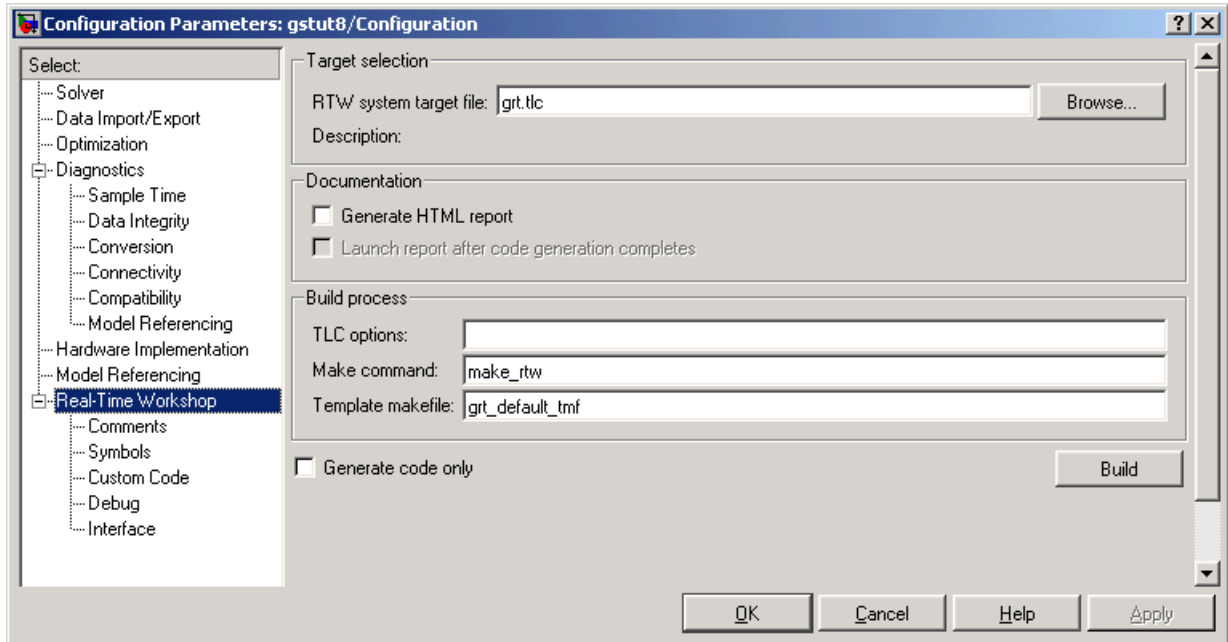 Configuration Parameters: gstut8/Configuration
Select:
Solver
Data Import/Export
Optimization
Diagnostics
Sample Time
Data Integrity
Conversion
Connectivity
Compatibility
Model Referencing
Hardware Implementation
Model Referencing
Real-Time Workshop
Comments
Symbols
Custom Code
Debug
Interface
Target selection
RTW system target file: grt.tlc Browse...
Description:
Documentation
Generate HTML report
Launch report after code generation completes
Build process
TLC options:
Make command: make_rtw
Template makefile: grt_default_tmf
Generate code only Build
OK Cancel Help Apply